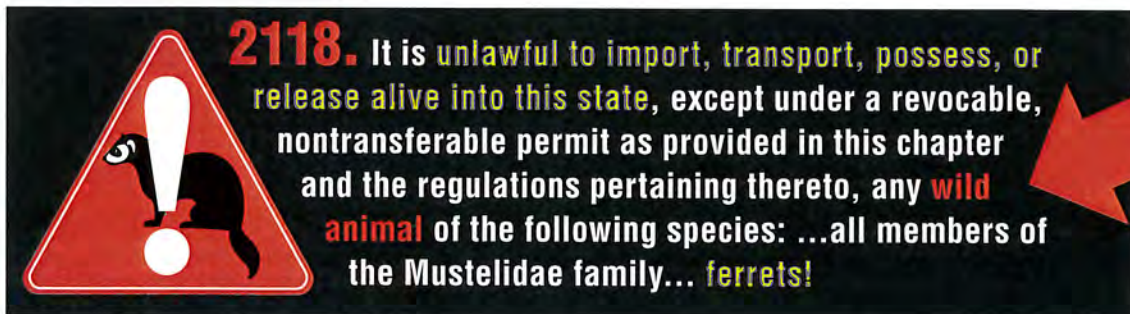 2118. It is unlawful to import, transport, possess, or
release alive into this state, except under a revocable,
nontransferable permit as provided in this chapter
and the regulations pertaining thereto, any wild
animal of the following species: ...all members of
the Mustelidae family... ferrets!